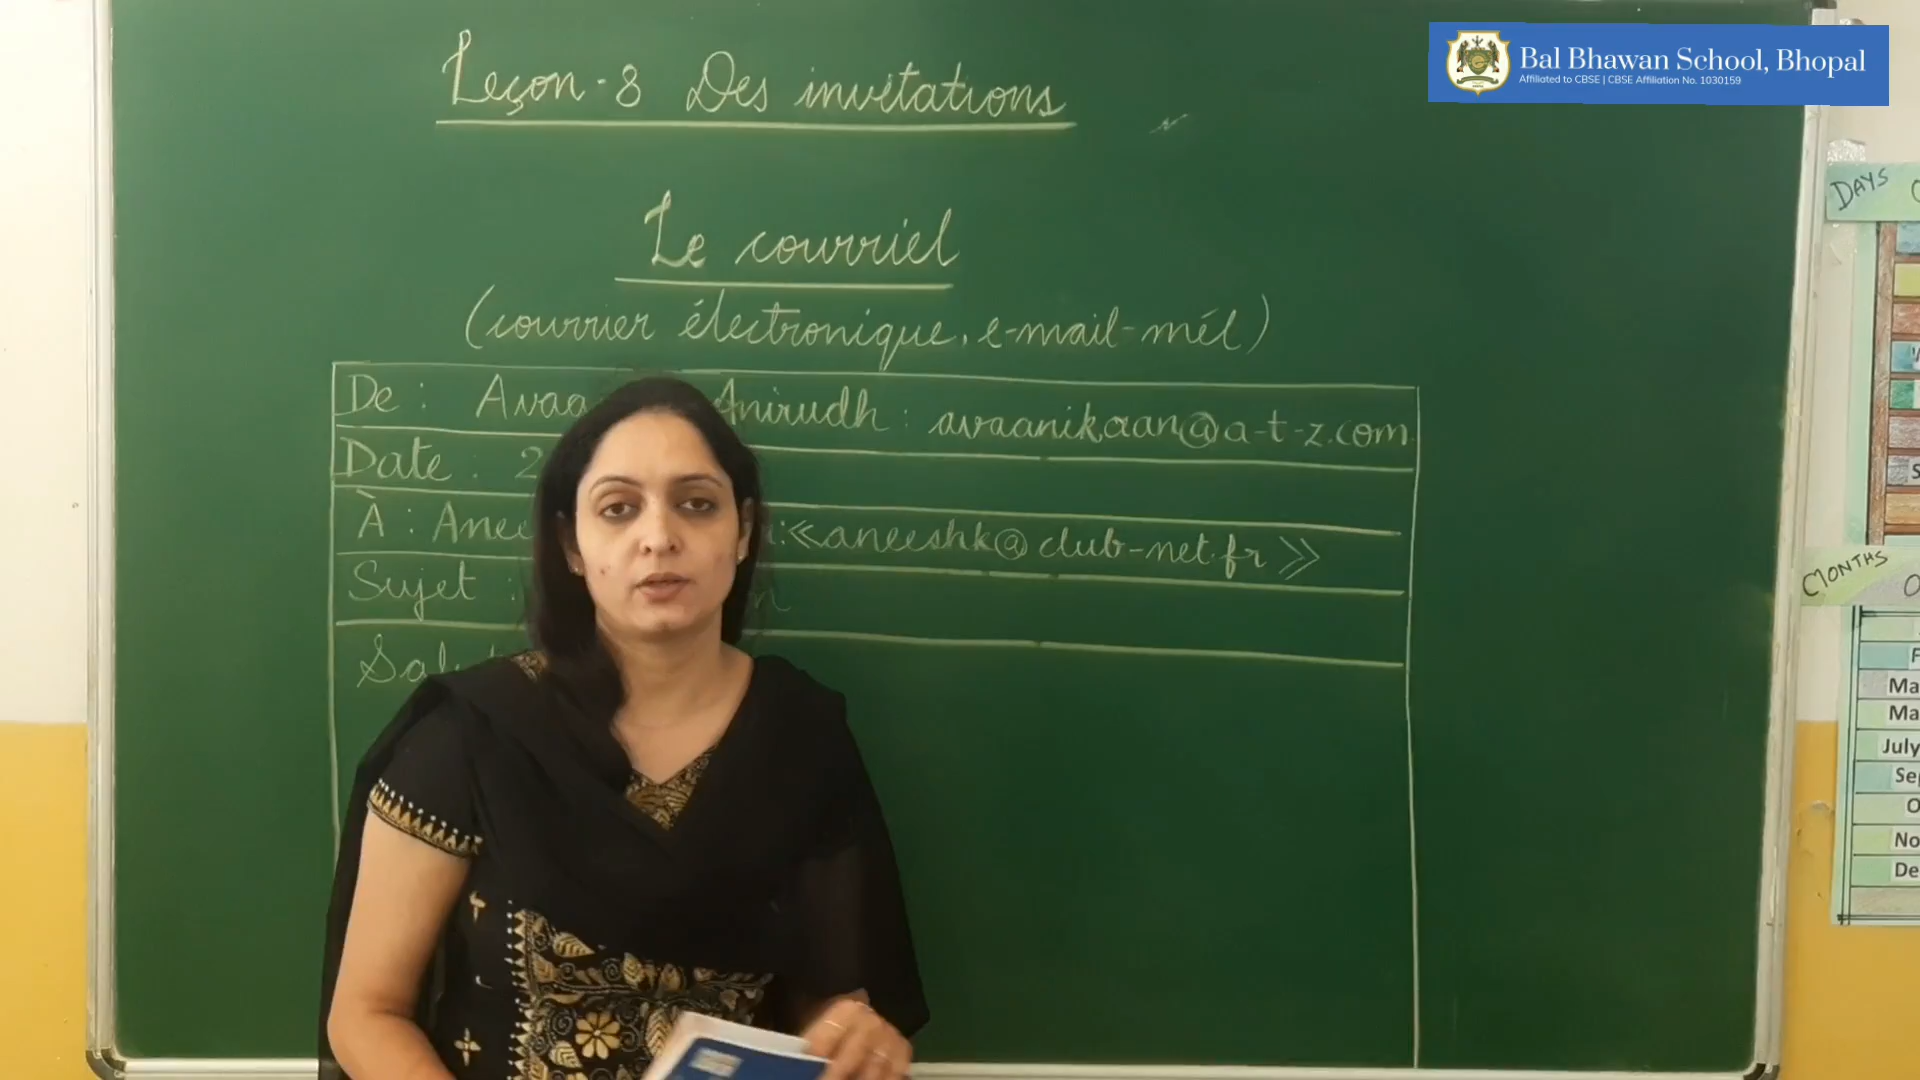 Leçon-8 Des invitations
Bal Bhawan School, Bhopal
Affiliated to CBSE | CBSE Affiliation No. 1030159
Le courriel
(courrier électronique, e-mail-mél)
De : Anirudh : avaanikaan@a-t-z.com
Date : 2
À : :<<aneeshk@club-net.fr>>
Sujet :
DAYS
MONTHS
Ma
Ma
July
No
De